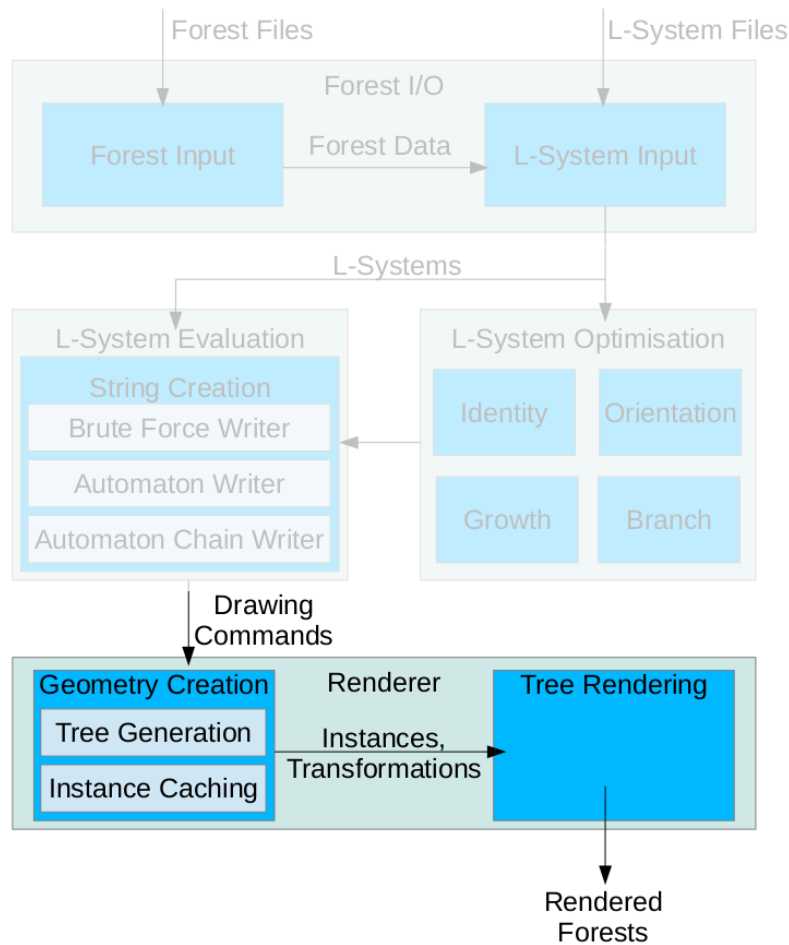 Forest Files
L-System Files
Forest I/O
Forest Input
Forest Data
L-System Input
L-Systems
L-System Evaluation
String Creation
Brute Force Writer
Automaton Writer
Automaton Chain Writer
L-System Optimisation
Identity
Orientation
Growth
Branch
Drawing
Commands
Renderer
Geometry Creation
Tree Generation
Instance Caching
Instances,
Transformations
Tree Rendering
Rendered
Forests